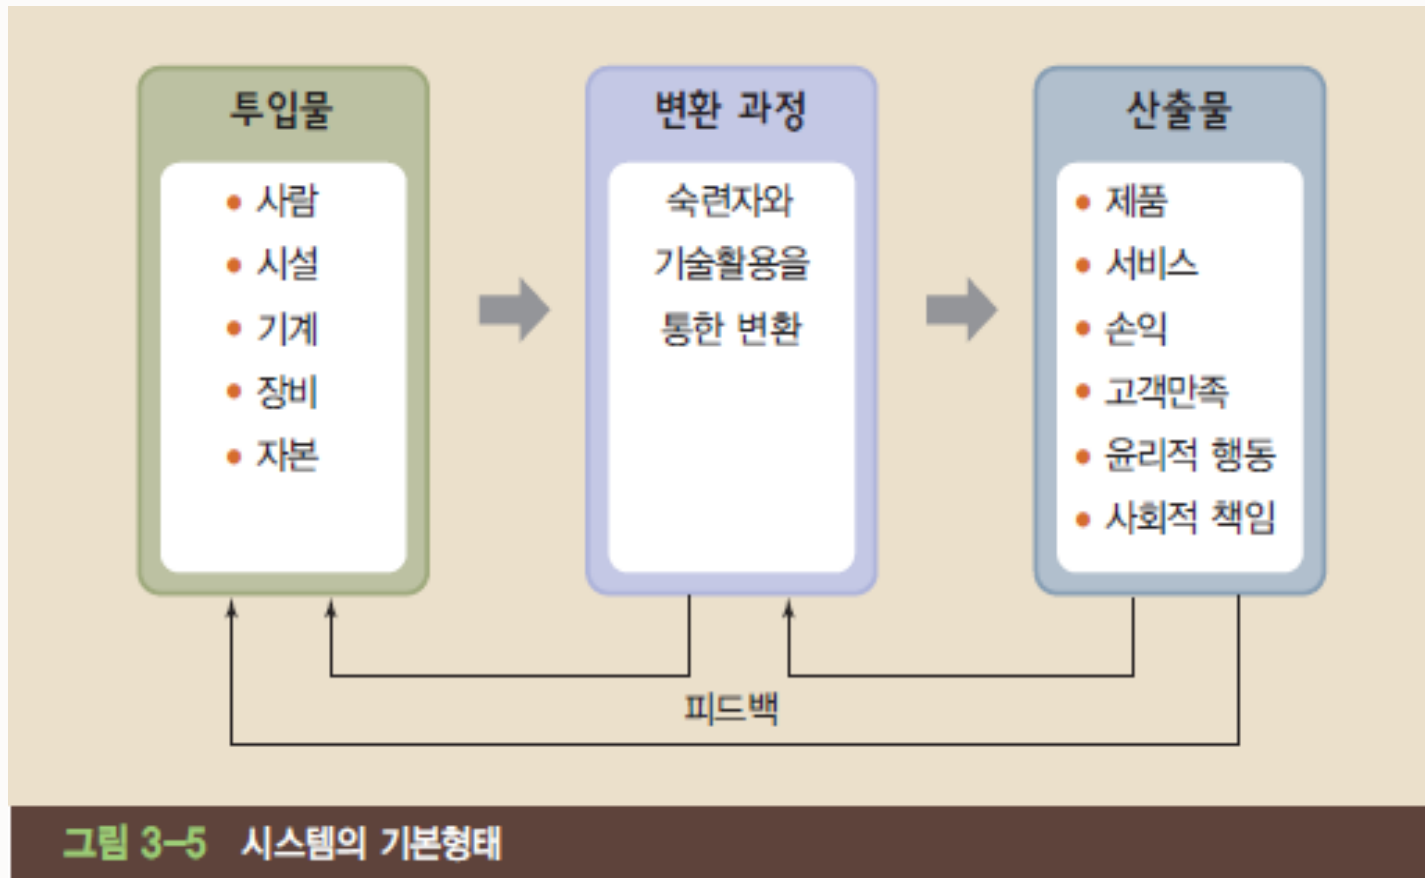 투입물
• 사람
• 시설
• 기계
• 장비
• 자본
변환 과정
숙련자와
기술활용을
통한 변환
산출물
• 제품
• 서비스
• 손익
• 고객만족
• 윤리적 행동
• 사회적 책임
피드백
그림 3-5 시스템의 기본형태